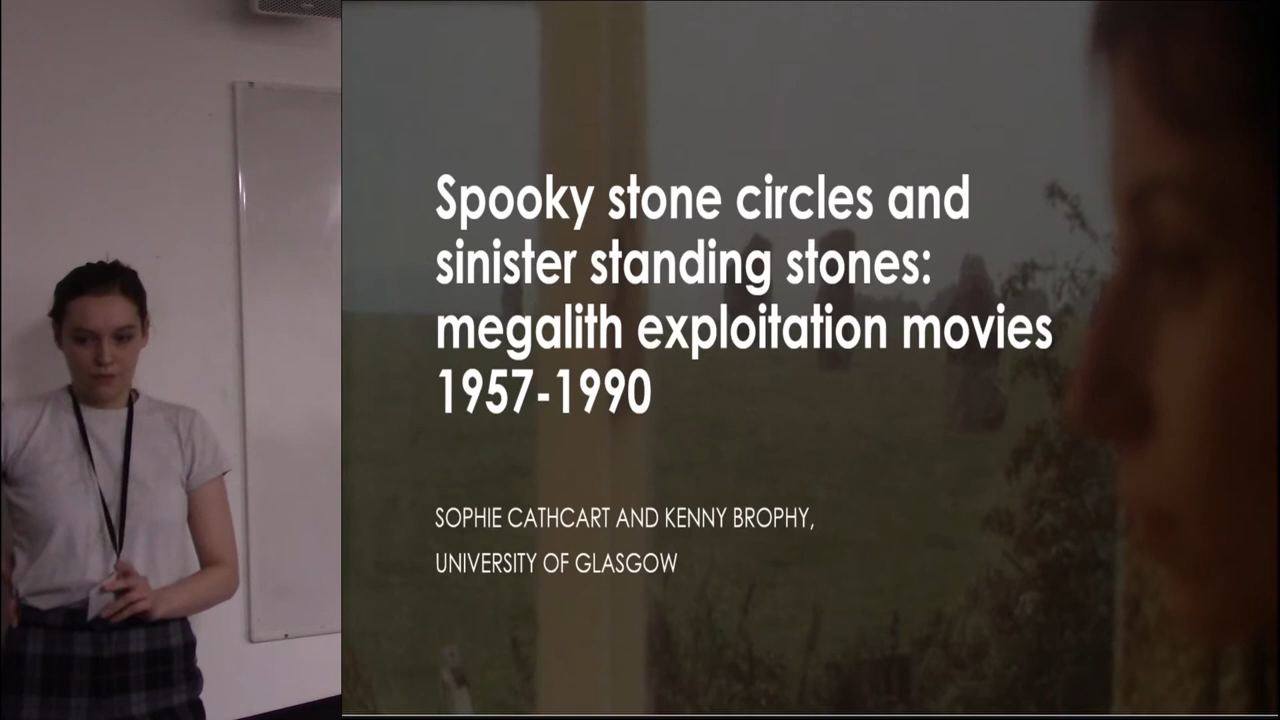 Spooky stone circles and
sinister standing stones:
megalith exploitation movies
1957-1990
SOPHIE CATHCART AND KENNY BROPHY,
UNIVERSITY OF GLASGOW